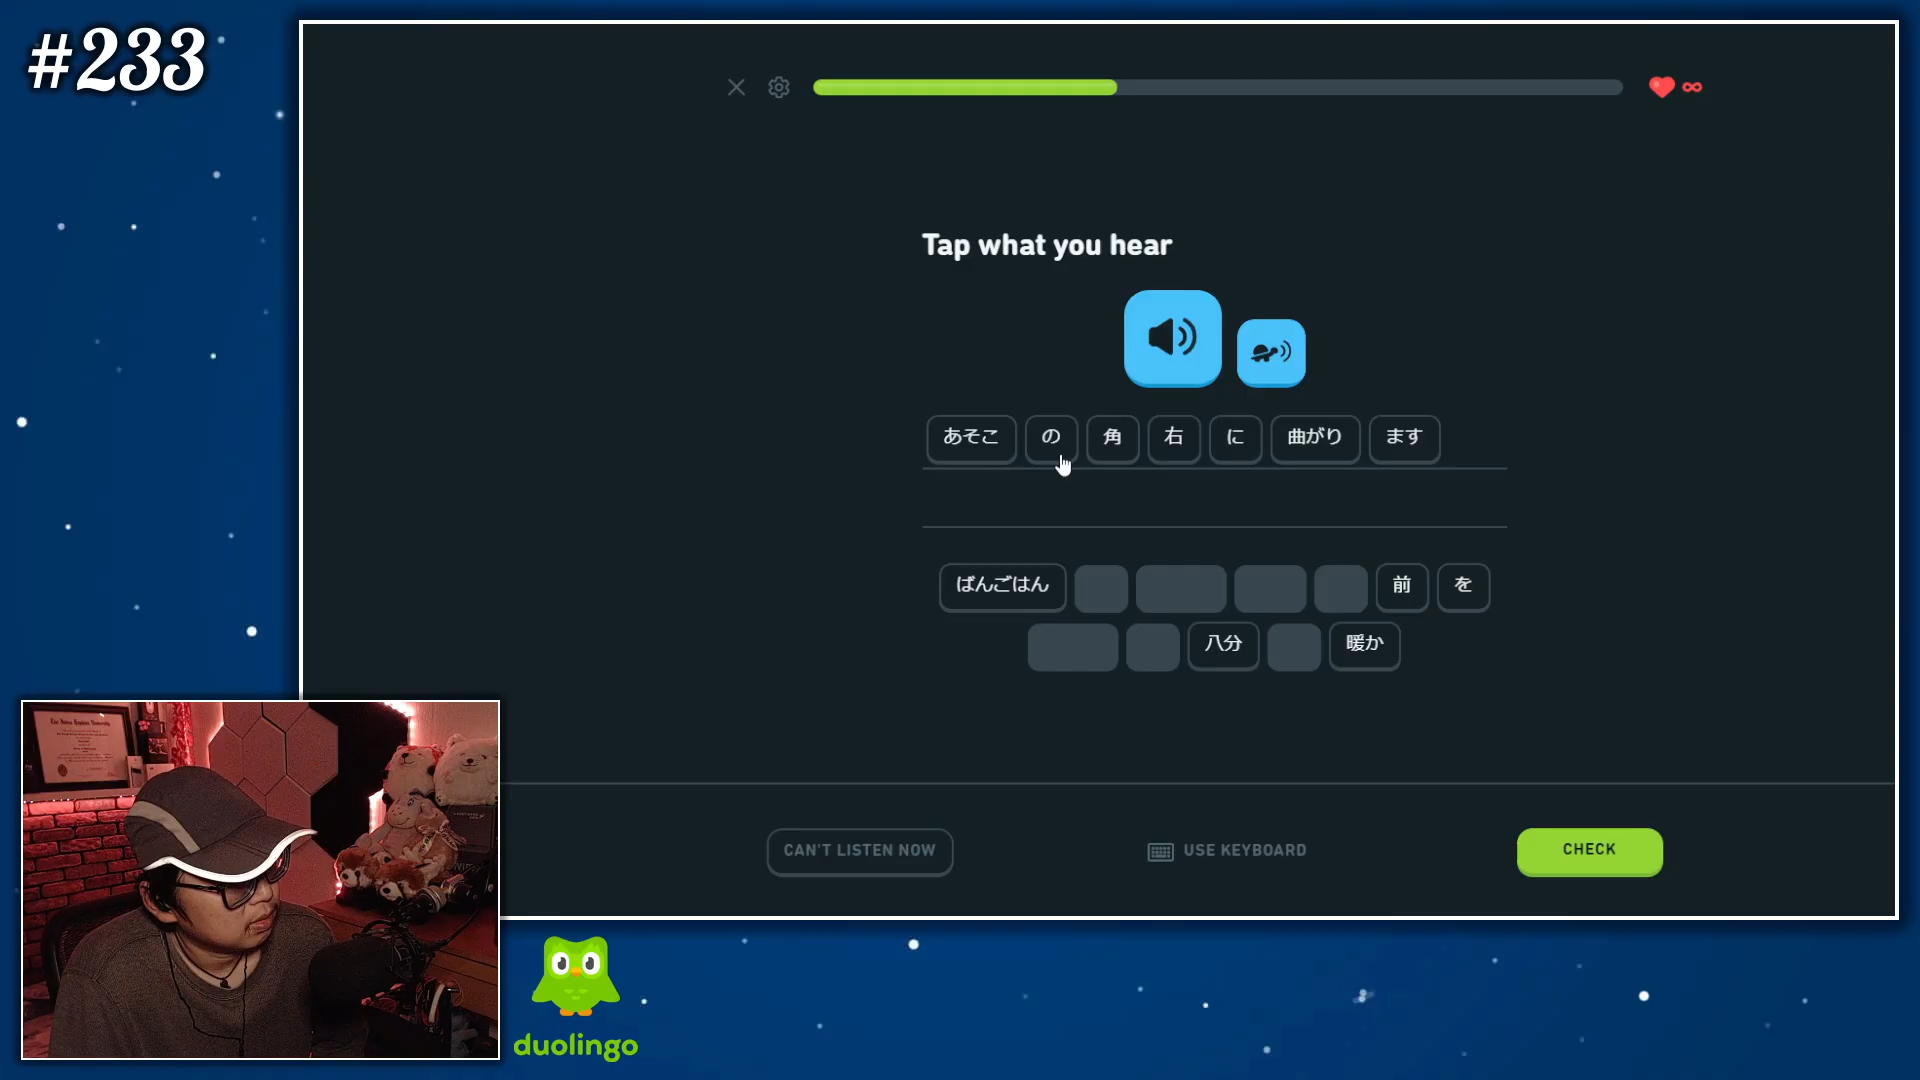 #233
∞
Tap what you hear
あそこ の 角 右 に 曲がり ます
ばんごはん 前 を
八分 暖か
CAN'T LISTEN NOW
USE KEYBOARD
CHECK
duolingo